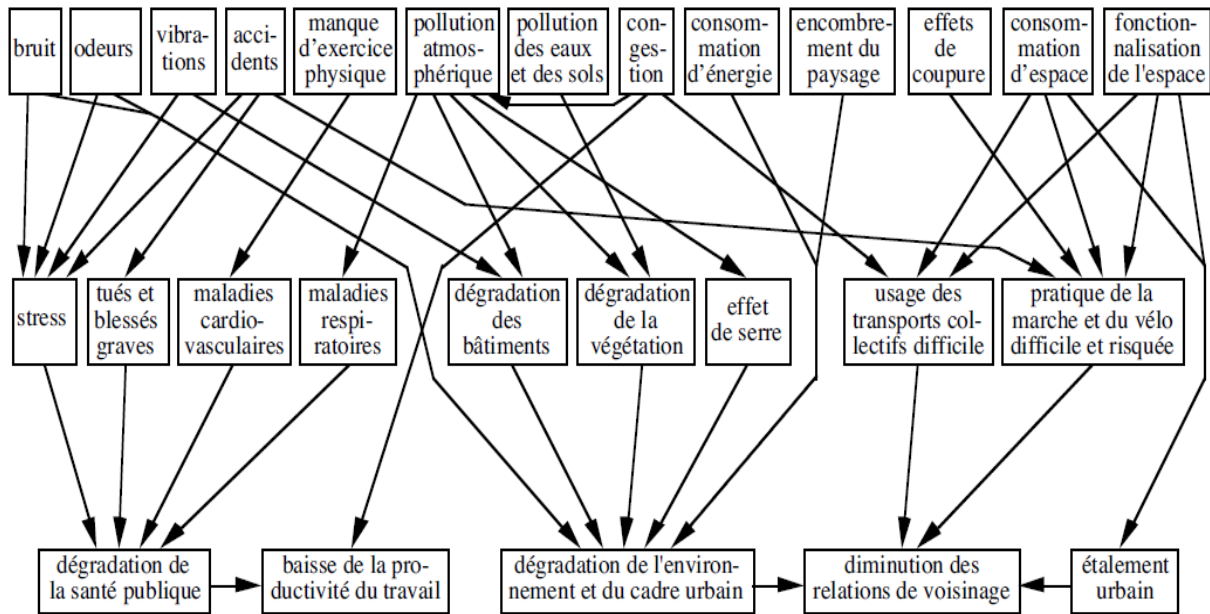 bruit
odeurs
vibra-
tions
acci-
dents
manque
d'exercice
physique
pollution
atmos-
phérique
pollution
des eaux
et des sols
con-
gestion
consom-
mation
d'énergie
encombre-
ment du
paysage
effets
de
coupure
consom-
mation
d'espace
fonction-
nalisation
de l'espace
stress
tués et
blessés
graves
maladies
cardio-
vasculaires
maladies
respi-
ratoires
dégradation
des
bâtiments
dégradation
de la
végétation
effet
de serre
usage des
transports col-
lectifs difficile
pratique de la
marche et du vélo
difficile et risquée
dégradation de
la santé publique
baisse de la pro-
ductivité du travail
dégradation de l'environ-
nement et du cadre urbain
diminution des
relations de voisinage
étalement
urbain